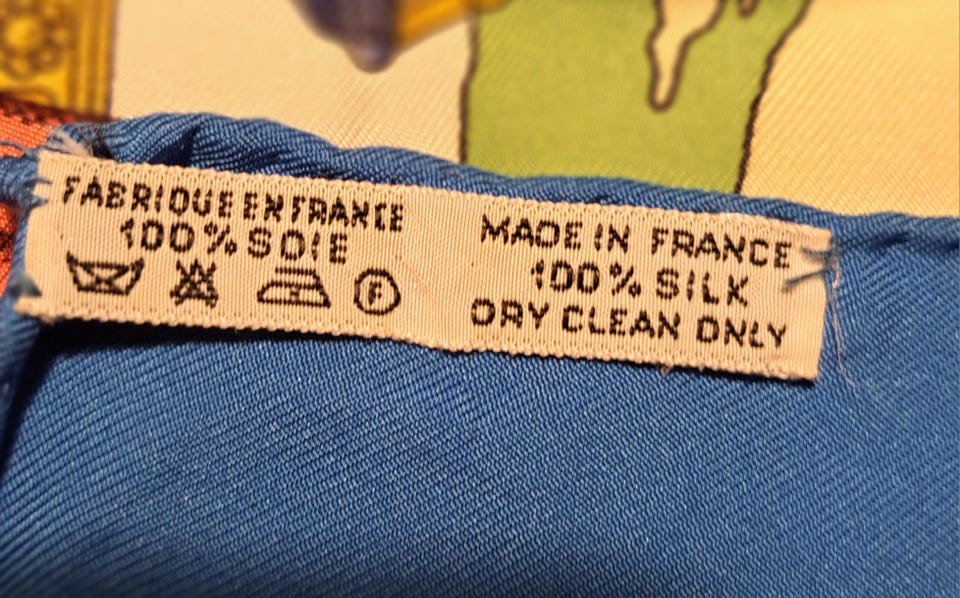 FABRIQUE EN FRANCE
100% SOIE
F
MADE IN FRANCE
100% SILK
DRY CLEAN ONLY